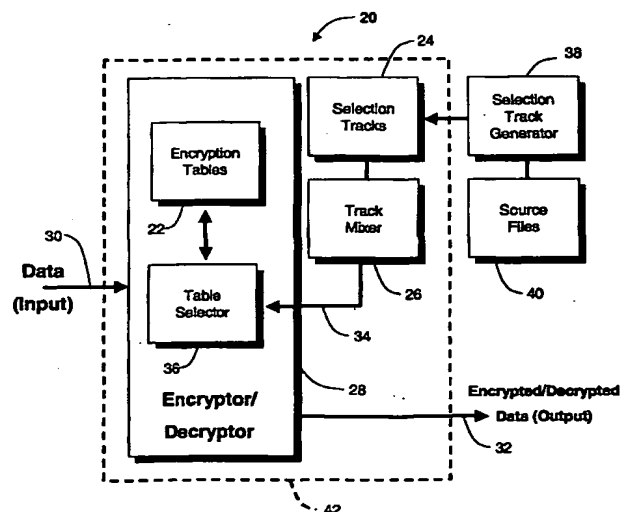 20
24
38
Selection
Tracks
Selection
Track
Generator
Encryption
Tables
22
Track
Mixer
Source
Files
30
Data
(Input)
26
40
Table
Selector
34
36
28
Encryptor/
Decryptor
Encrypted/Decrypted
Data (Output)
32
42